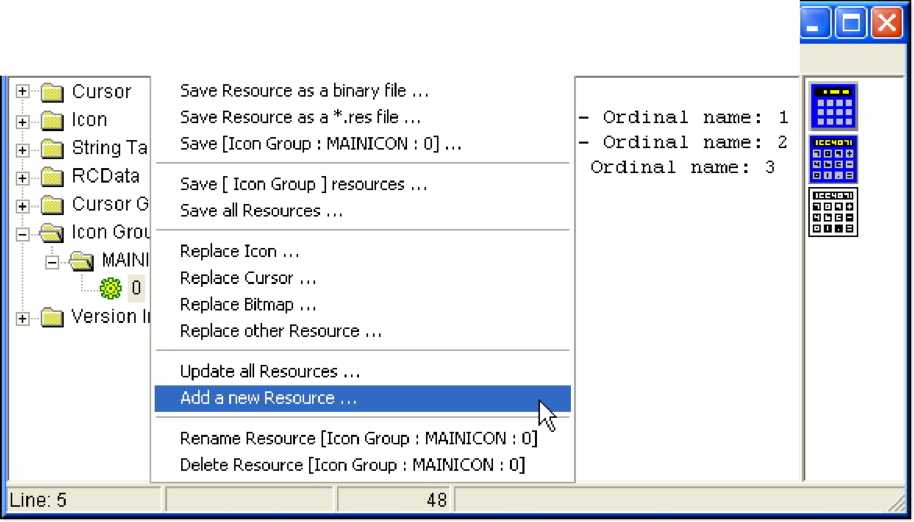 Cursor
Icon
String Ta
RCData
Cursor G
Icon Grou
MAINI
0
Version I
Save Resource as a binary file ...
Save Resource as a *.res file ...
Save [Icon Group : MAINICON : 0] ...
Save [ Icon Group ] resources ...
Save all Resources ...
Replace Icon ...
Replace Cursor ...
Replace Bitmap ...
Replace other Resource ...
Update all Resources ...
Add a new Resource ...
Rename Resource [Icon Group : MAINICON : 0]
Delete Resource [Icon Group : MAINICON : 0]
- Ordinal name: 1
- Ordinal name: 2
Ordinal name: 3
Line: 5
48